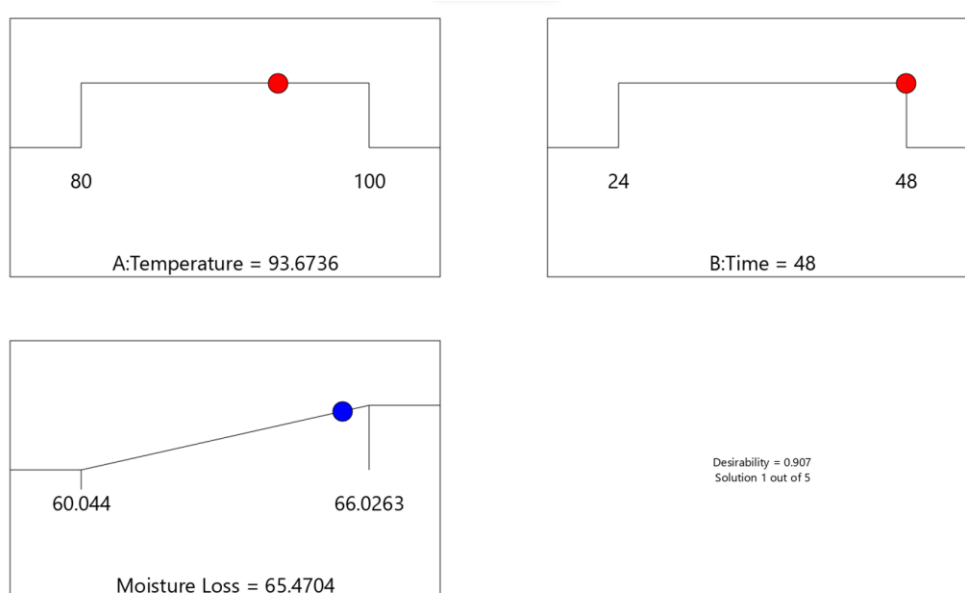 80
100
A:Temperature = 93.6736
24
48
B:Time = 48
60.044
66.0263
Moisture Loss = 65.4704
Desirability = 0.907
Solution 1 out of 5